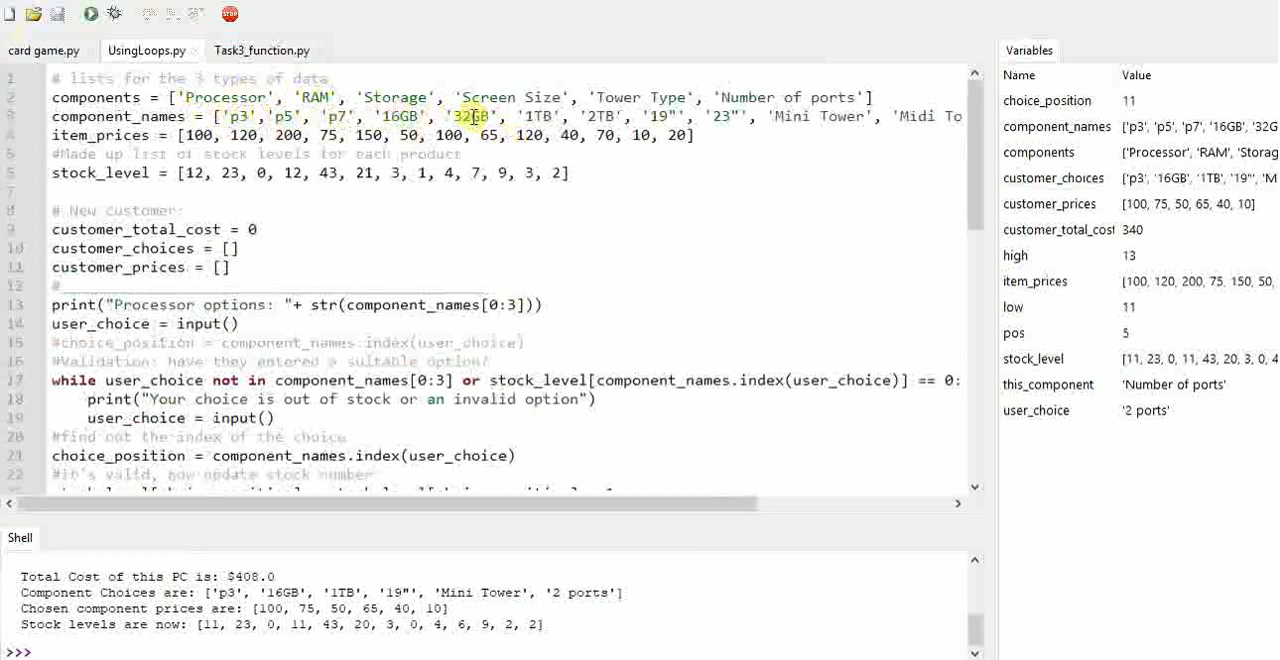 STOP
card game.py
UsingLoops.py
Task3_function.py
1 # lists for the 3 types of data
2 components = ['Processor', 'RAM', 'Storage', 'Screen Size', 'Tower Type', 'Number of ports']
3 component_names = ['p3','p5', 'p7', '16GB', '32GB', '1TB', '2TB', '19"', '23"', 'Mini Tower', 'Midi To
4 item_prices = [100, 120, 200, 75, 150, 50, 100, 65, 120, 40, 70, 10, 20]
5 #Made up list of stock levels for each product
6 stock_level = [12, 23, 0, 12, 43, 21, 3, 1, 4, 7, 9, 3, 2]
7
8 # New customer:
9 customer_total_cost = 0
10 customer_choices = []
11 customer_prices = []
12 #
13 print("Processor options: "+ str(component_names[0:3]))
14 user_choice = input()
15 #choice_position = component_names.index(user_choice)
16 #Validation: have they entered a suitable option?
17 while user_choice not in component_names[0:3] or stock_level[component_names.index(user_choice)] == 0:
18 print("Your choice is out of stock or an invalid option")
19 user_choice = input()
20 #find out the index of the choice
21 choice_position = component_names.index(user_choice)
22 #it's valid, now update stock number
Variables
Name Value
choice_position 11
component_names ['p3', 'p5', 'p7', '16GB', '32G
components ['Processor', 'RAM', 'Storag
customer_choices ['p3', '16GB', '1TB', '19"', 'M
customer_prices [100, 75, 50, 65, 40, 10]
customer_total_cost 340
high 13
item_prices [100, 120, 200, 75, 150, 50,
low 11
pos 5
stock_level [11, 23, 0, 11, 43, 20, 3, 0, 4
this_component 'Number of ports'
user_choice '2 ports'
Shell
Total Cost of this PC is: $408.0
Component Choices are: ['p3', '16GB', '1TB', '19"', 'Mini Tower', '2 ports']
Chosen component prices are: [100, 75, 50, 65, 40, 10]
Stock levels are now: [11, 23, 0, 11, 43, 20, 3, 0, 4, 6, 9, 2, 2]
>>>